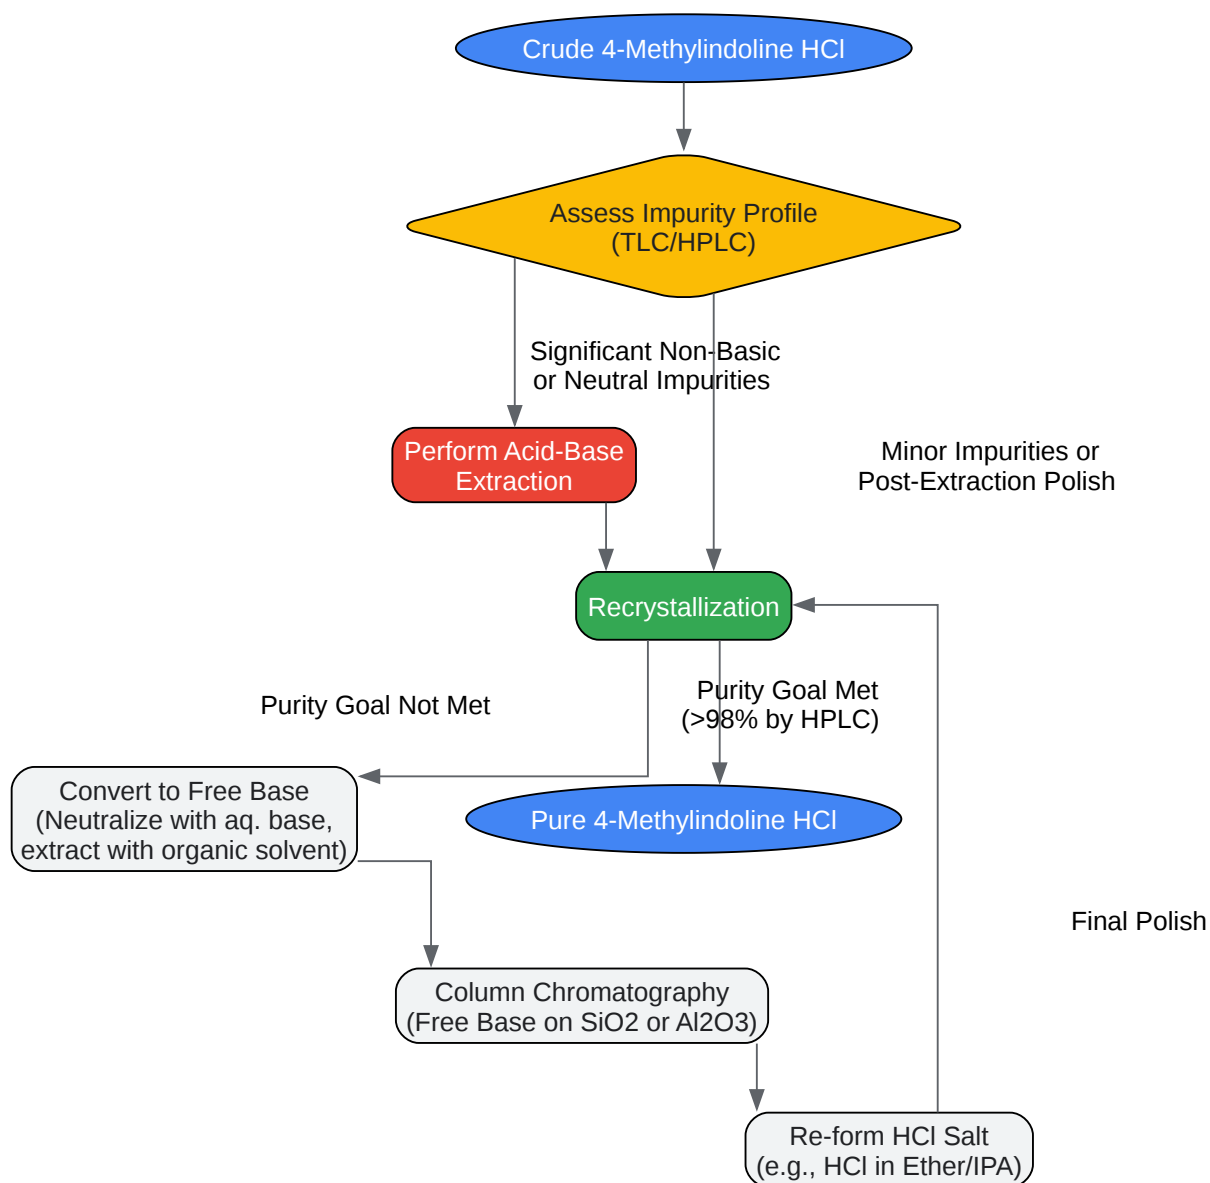 Crude 4-Methylindoline HCl
Assess Impurity Profile
(TLC/HPLC)
Significant Non-Basic
or Neutral Impurities
Perform Acid-Base
Extraction
Minor Impurities or
Post-Extraction Polish
Recrystallization
Purity Goal Not Met
Purity Goal Met
(>98% by HPLC)
Convert to Free Base
(Neutralize with aq. base,
extract with organic solvent)
Pure 4-Methylindoline HCl
Final Polish
Column Chromatography
(Free Base on SiO2 or Al2O3)
Re-form HCl Salt
(e.g., HCl in Ether/IPA)